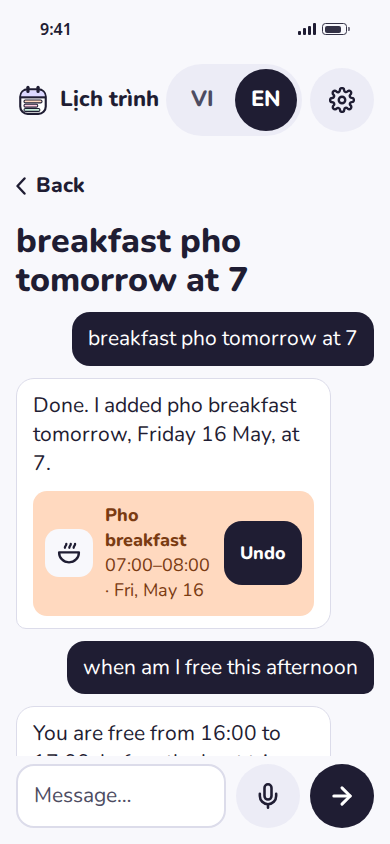 9:41
Lịch trình
VI
EN
Back
breakfast pho
tomorrow at 7
breakfast pho tomorrow at 7
Done. I added pho breakfast
tomorrow, Friday 16 May, at
7.
Pho
breakfast
07:00–08:00
· Fri, May 16
Undo
when am I free this afternoon
You are free from 16:00 to
Message...